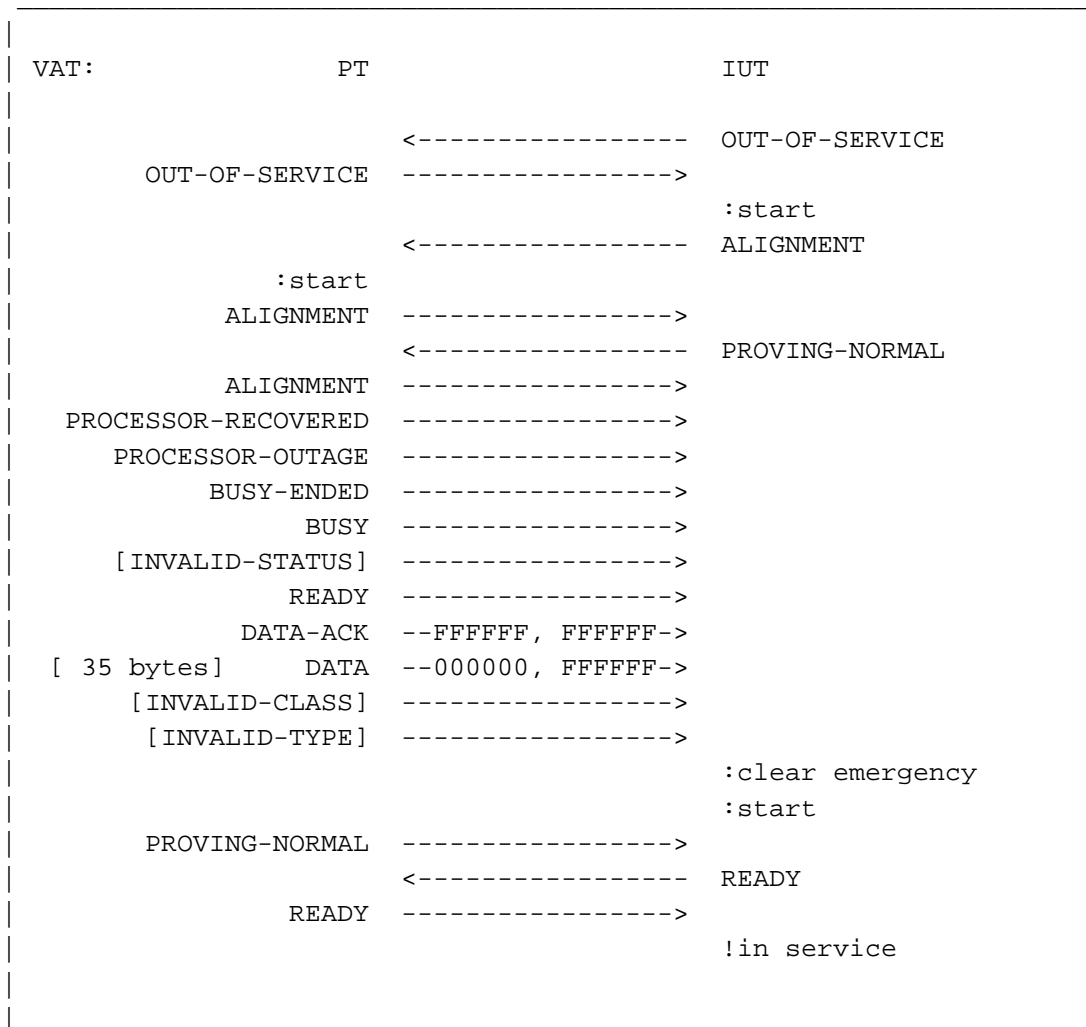 VAT: PT IUT
<----------------- OUT-OF-SERVICE
OUT-OF-SERVICE ----------------->
:start
<----------------- ALIGNMENT
:start
ALIGNMENT ----------------->
<----------------- PROVING-NORMAL
ALIGNMENT ----------------->
PROCESSOR-RECOVERED ----------------->
PROCESSOR-OUTAGE ----------------->
BUSY-ENDED ----------------->
BUSY ----------------->
[INVALID-STATUS] ----------------->
READY ----------------->
DATA-ACK --FFFFFF, FFFFFF->
[ 35 bytes] DATA --000000, FFFFFF->
[INVALID-CLASS] ----------------->
[INVALID-TYPE] ----------------->
:clear emergency
:start
PROVING-NORMAL ----------------->
<----------------- READY
READY ----------------->
!in service